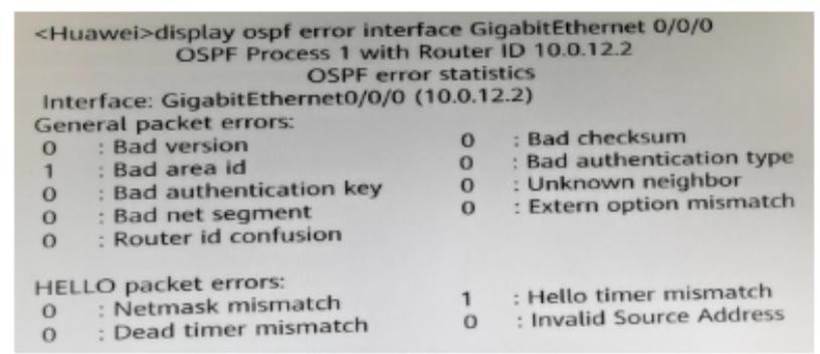 <Huawei>display ospf error interface GigabitEthernet 0/0/0
OSPF Process 1 with Router ID 10.0.12.2
OSPF error statistics
Interface: GigabitEthernet0/0/0 (10.0.12.2)
General packet errors:
0 : Bad version 0 : Bad checksum
1 : Bad area id 0 : Bad authentication type
0 : Bad authentication key 0 : Unknown neighbor
0 : Bad net segment 0 : Extern option mismatch
0 : Router id confusion
HELLO packet errors:
0 : Netmask mismatch 1 : Hello timer mismatch
0 : Dead timer mismatch 0 : Invalid Source Address